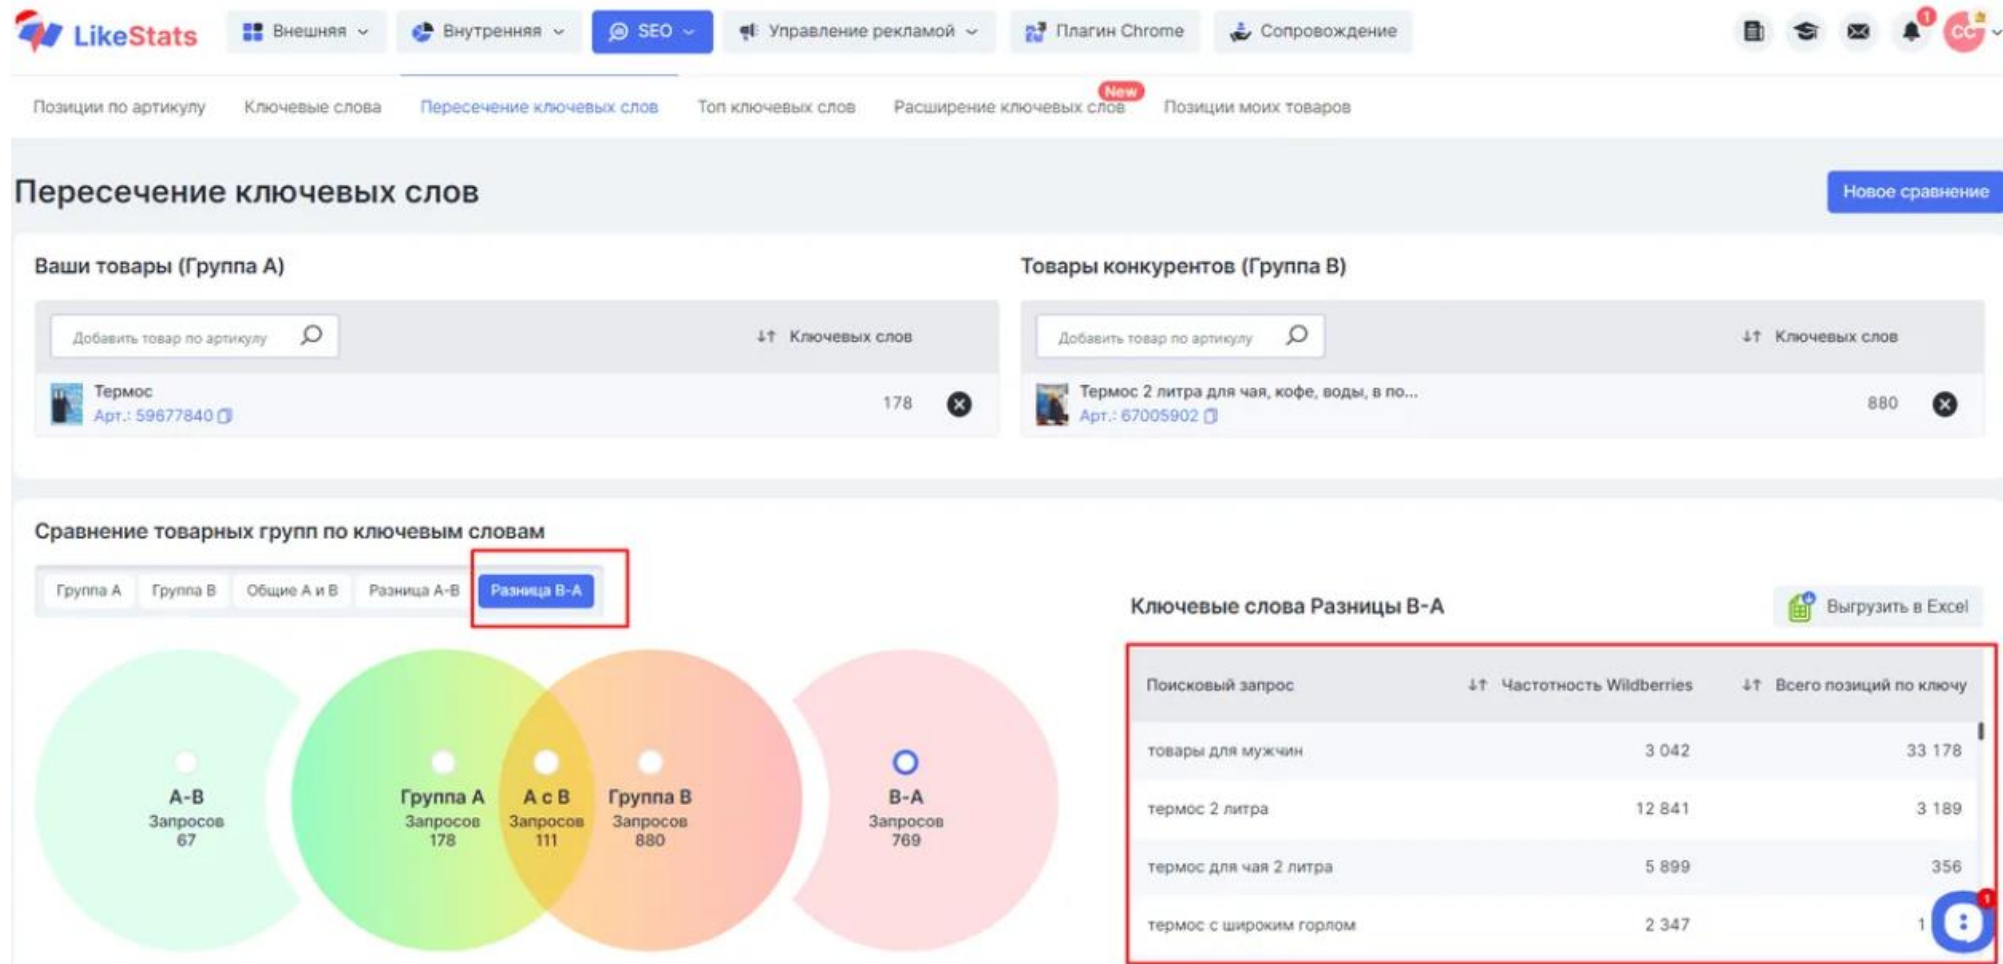 LikeStats Внешняя Внутренняя SEO Управление рекламой Плагин Chrome Сопровождение 1 СС
Позиции по артикулу Ключевые слова Пересечение ключевых слов Топ ключевых слов Расширение ключевых слов New Позиции моих товаров
Пересечение ключевых слов
Новое сравнение
Ваши товары (Группа А)
Добавить товар по артикулу Ключевых слов
Термос
Арт.: 59677840
178
Товары конкурентов (Группа В)
Добавить товар по артикулу Ключевых слов
Термос 2 литра для чая, кофе, воды, в по...
Арт.: 67005902
880
Сравнение товарных групп по ключевым словам
Группа А Группа В Общие А и В Разница А-В Разница В-А
А-В
Запросов
67
Группа А
Запросов
178
А с В
Запросов
111
Группа В
Запросов
880
В-А
Запросов
769
Ключевые слова Разницы В-А
Выгрузить в Excel
Поисковый запрос Частотность Wildberries Всего позиций по ключу
товары для мужчин 3 042 33 178
термос 2 литра 12 841 3 189
термос для чая 2 литра 5 899 356
термос с широким горлом 2 347 1
1